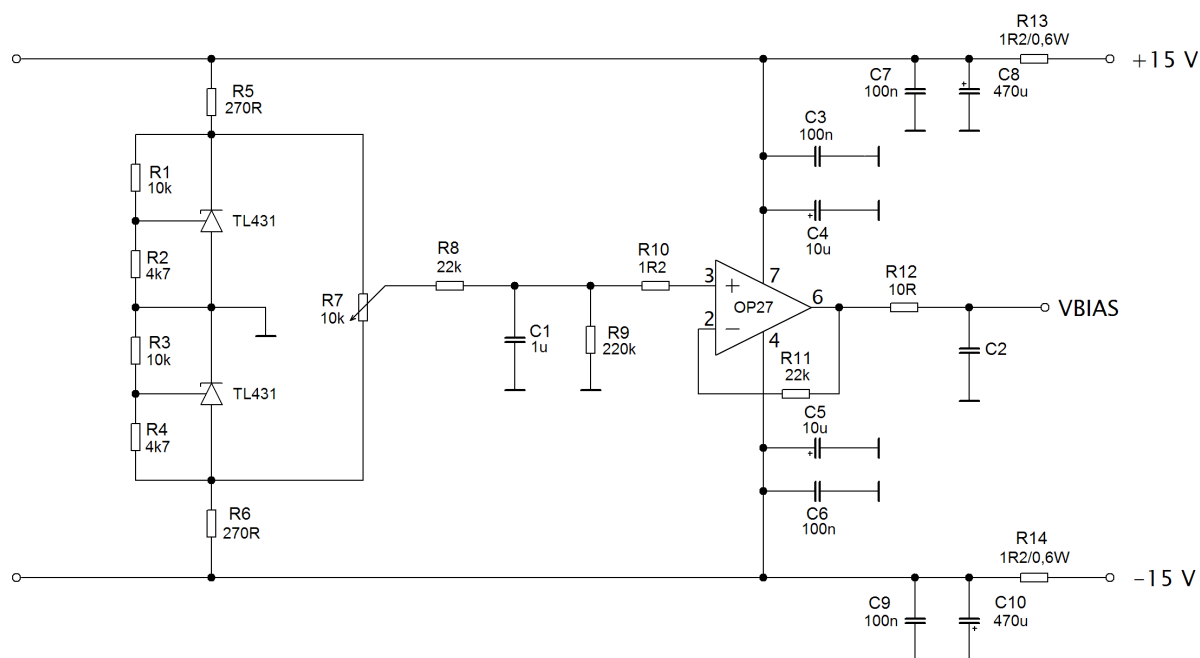 R13
1R2/0,6W
+15 V
C7
100n
C8
470u
+
R5
270R
C3
100n
R1
10k
TL431
+
C4
10u
R2
4k7
R8
22k
R10
1R2
3
7
+
R12
10R
R7
10k
OP27
6
VBIAS
2
−
4
C1
1u
R9
220k
R3
10k
C2
R11
22k
TL431
C5
10u
+
R4
4k7
R6
270R
C6
100n
R14
1R2/0,6W
−15 V
C9
100n
C10
470u
+